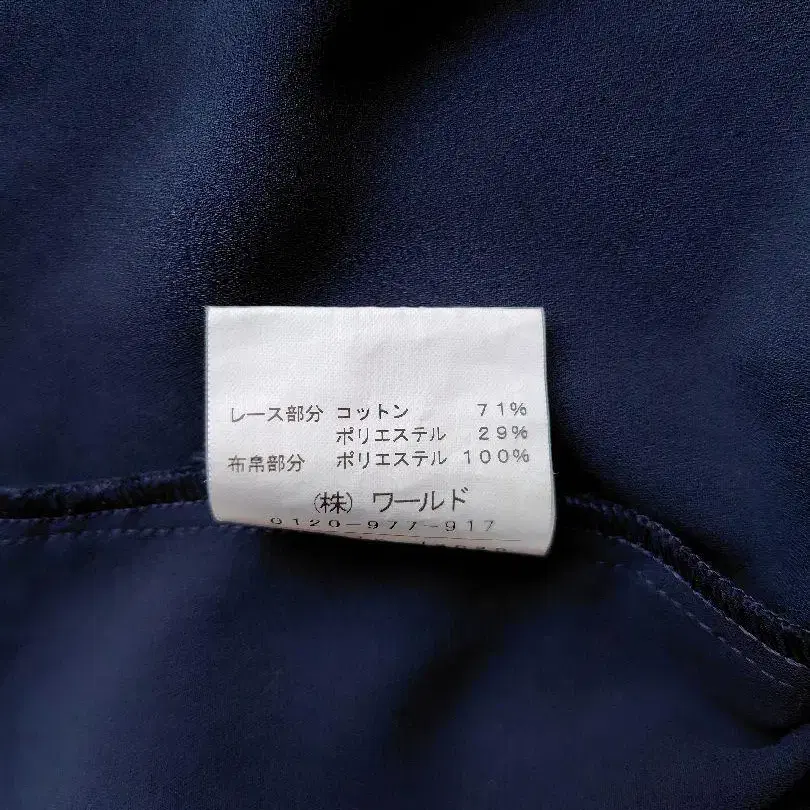 レース部分 コットン 71%
ポリエステル 29%
布帛部分 ポリエステル 100%
(株) ワールド
0120-977-917